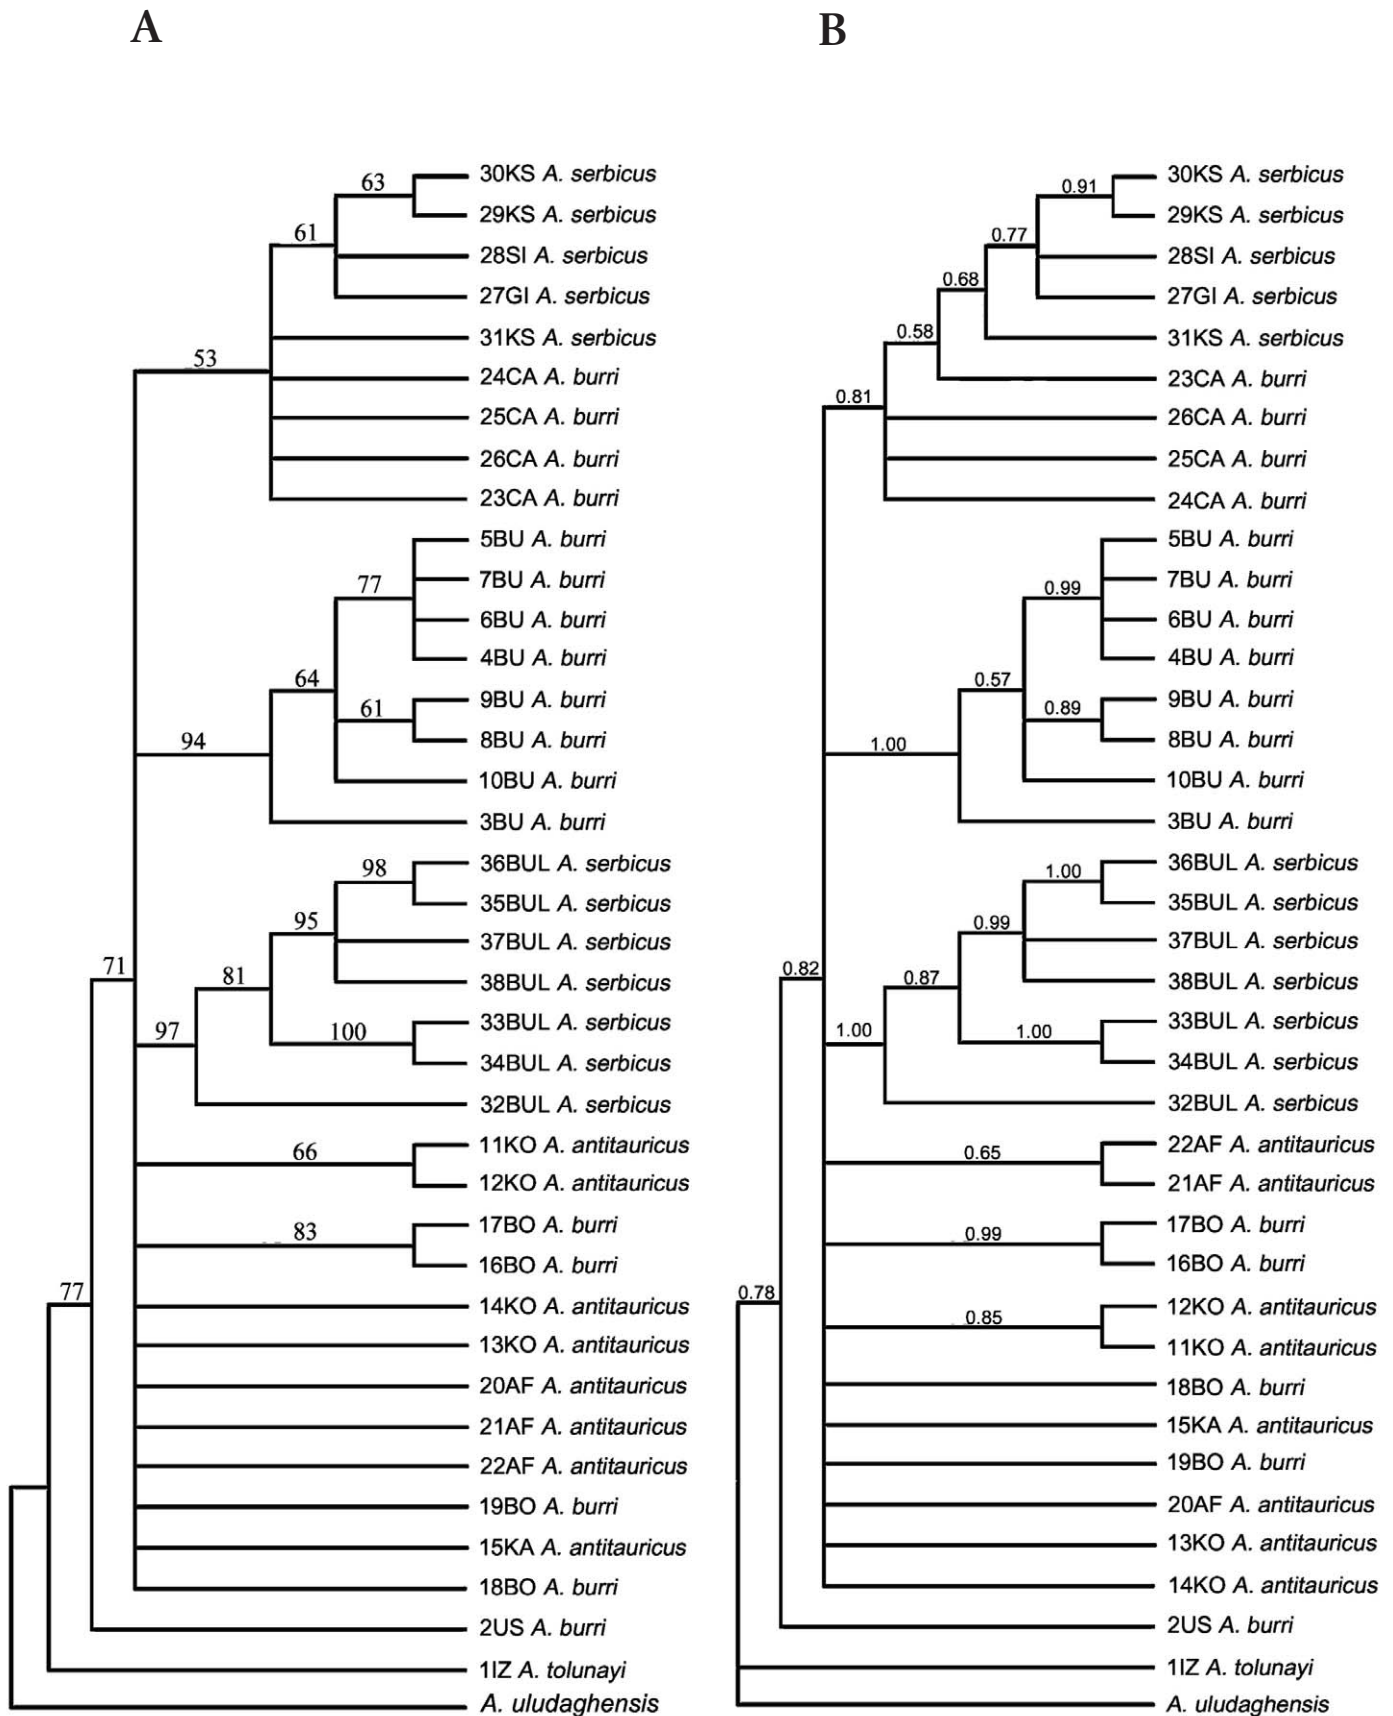 A
B
63
30KS A. serbicus
29KS A. serbicus
61
28SI A. serbicus
27GI A. serbicus
31KS A. serbicus
53
24CA A. burri
25CA A. burri
26CA A. burri
23CA A. burri
5BU A. burri
77
7BU A. burri
6BU A. burri
4BU A. burri
64
9BU A. burri
61
8BU A. burri
94
10BU A. burri
3BU A. burri
98
36BUL A. serbicus
35BUL A. serbicus
95
37BUL A. serbicus
71
81
38BUL A. serbicus
97
100
33BUL A. serbicus
34BUL A. serbicus
32BUL A. serbicus
66
11KO A. antitauricus
12KO A. antitauricus
83
17BO A. burri
16BO A. burri
77
14KO A. antitauricus
13KO A. antitauricus
20AF A. antitauricus
21AF A. antitauricus
22AF A. antitauricus
19BO A. burri
15KA A. antitauricus
18BO A. burri
2US A. burri
1IZ A. tolunayi
A. uludaghensis
0.91
30KS A. serbicus
29KS A. serbicus
0.77
28SI A. serbicus
0.68
27GI A. serbicus
0.58
31KS A. serbicus
23CA A. burri
0.81
26CA A. burri
25CA A. burri
24CA A. burri
5BU A. burri
0.99
7BU A. burri
6BU A. burri
4BU A. burri
0.57
9BU A. burri
0.89
8BU A. burri
1.00
10BU A. burri
3BU A. burri
1.00
36BUL A. serbicus
35BUL A. serbicus
0.99
37BUL A. serbicus
0.82
0.87
38BUL A. serbicus
1.00
1.00
33BUL A. serbicus
34BUL A. serbicus
32BUL A. serbicus
0.65
22AF A. antitauricus
21AF A. antitauricus
0.99
17BO A. burri
16BO A. burri
0.78
0.85
12KO A. antitauricus
11KO A. antitauricus
18BO A. burri
15KA A. antitauricus
19BO A. burri
20AF A. antitauricus
13KO A. antitauricus
14KO A. antitauricus
2US A. burri
1IZ A. tolunayi
A. uludaghensis